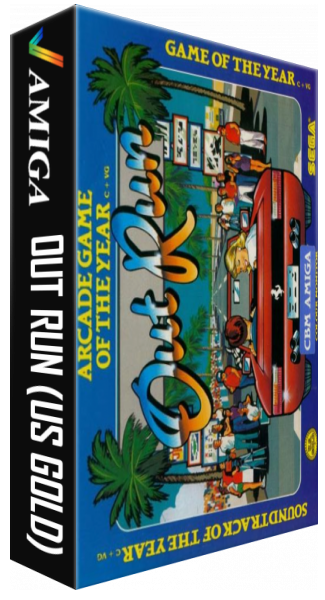 AMIGA
OUT RUN (US GOLD)
ARCADE GAME
OF THE YEAR C + VG
Out Run
GAME OF THE YEAR C + VG
SEGA
CBM AMIGA
SOUNDTRACK OF THE YEAR C + VG